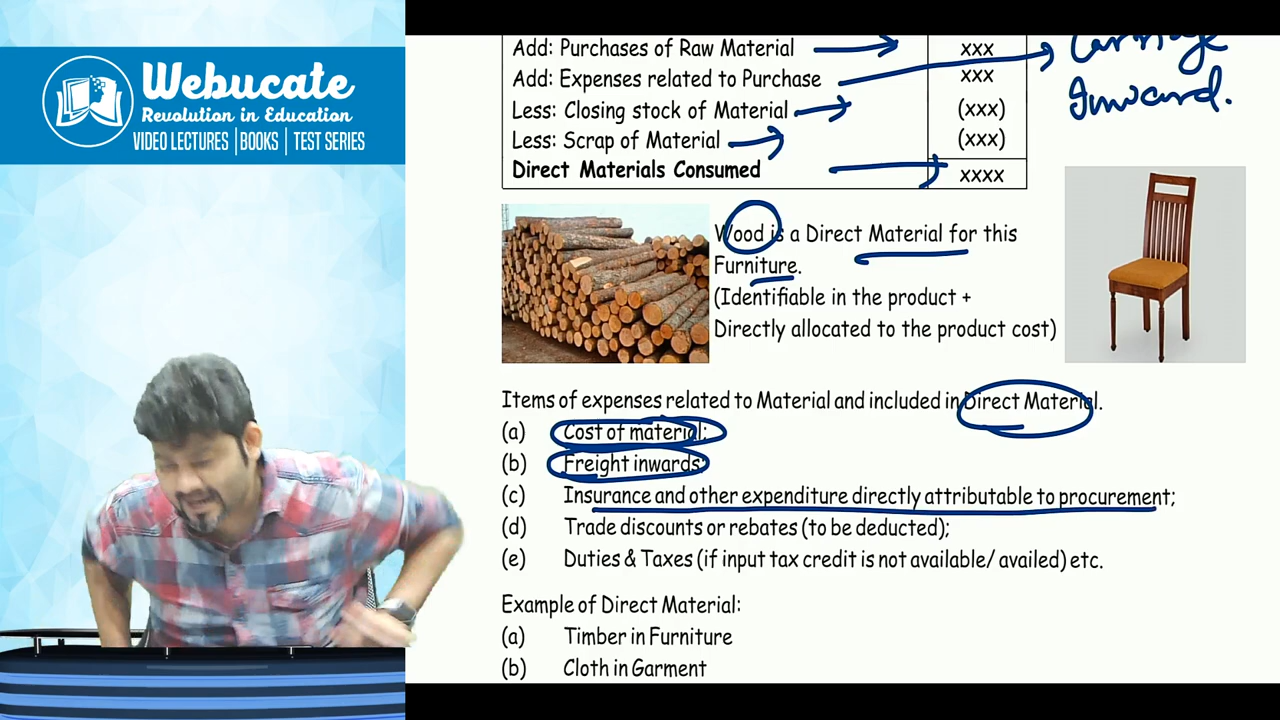 Webucate
Revolution in Education
VIDEO LECTURES | BOOKS | TEST SERIES
Add: Purchases of Raw Material xxx
Add: Expenses related to Purchase xxx
Less: Closing stock of Material (xxx)
Less: Scrap of Material (xxx)
Direct Materials Consumed xxxx
Inward.
Wood is a Direct Material for this
Furniture.
(Identifiable in the product +
Directly allocated to the product cost)
Items of expenses related to Material and included in Direct Material.
(a) Cost of material;
(b) Freight inwards;
(c) Insurance and other expenditure directly attributable to procurement;
(d) Trade discounts or rebates (to be deducted);
(e) Duties & Taxes (if input tax credit is not available/ availed) etc.
Example of Direct Material:
(a) Timber in Furniture
(b) Cloth in Garment